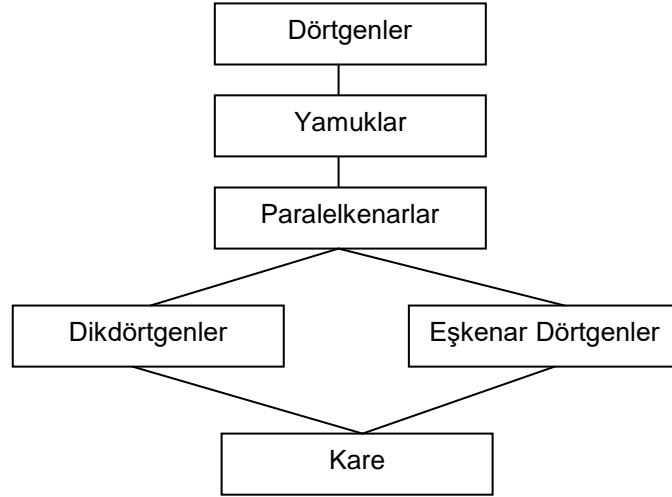 Dörtgenler
Yamuklar
Paralelkenarlar
Dikdörtgenler
Eşkenar Dörtgenler
Kare